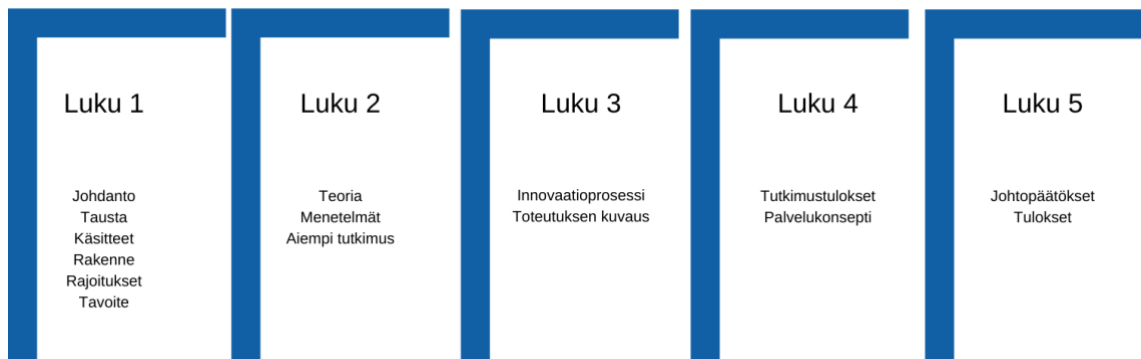 Luku 1
Johdanto
Tausta
Käsitteet
Rakenne
Rajoitukset
Tavoite
Luku 2
Teoria
Menetelmät
Aiempi tutkimus
Luku 3
Innovaatioprosessi
Toteutuksen kuvaus
Luku 4
Tutkimustulokset
Palvelukonsepti
Luku 5
Johtopäätökset
Tulokset